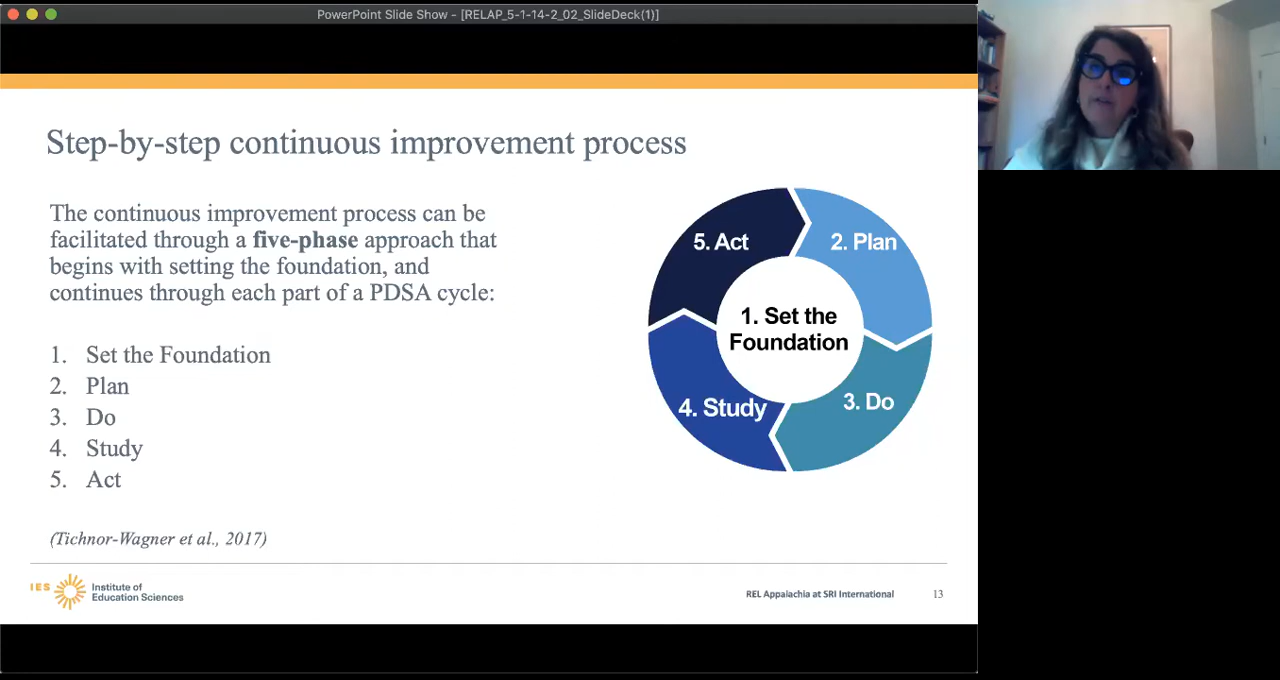 PowerPoint Slide Show - [RELAP_5-1-14-2_02_SlideDeck(1)]
Step-by-step continuous improvement process
The continuous improvement process can be
facilitated through a five-phase approach that
begins with setting the foundation, and
continues through each part of a PDSA cycle:
1. Set the Foundation
2. Plan
3. Do
4. Study
5. Act
(Tichnor-Wagner et al., 2017)
5. Act
2. Plan
1. Set the
Foundation
4. Study
3. Do
IES
Institute of
Education Sciences
REL Appalachia at SRI International
13